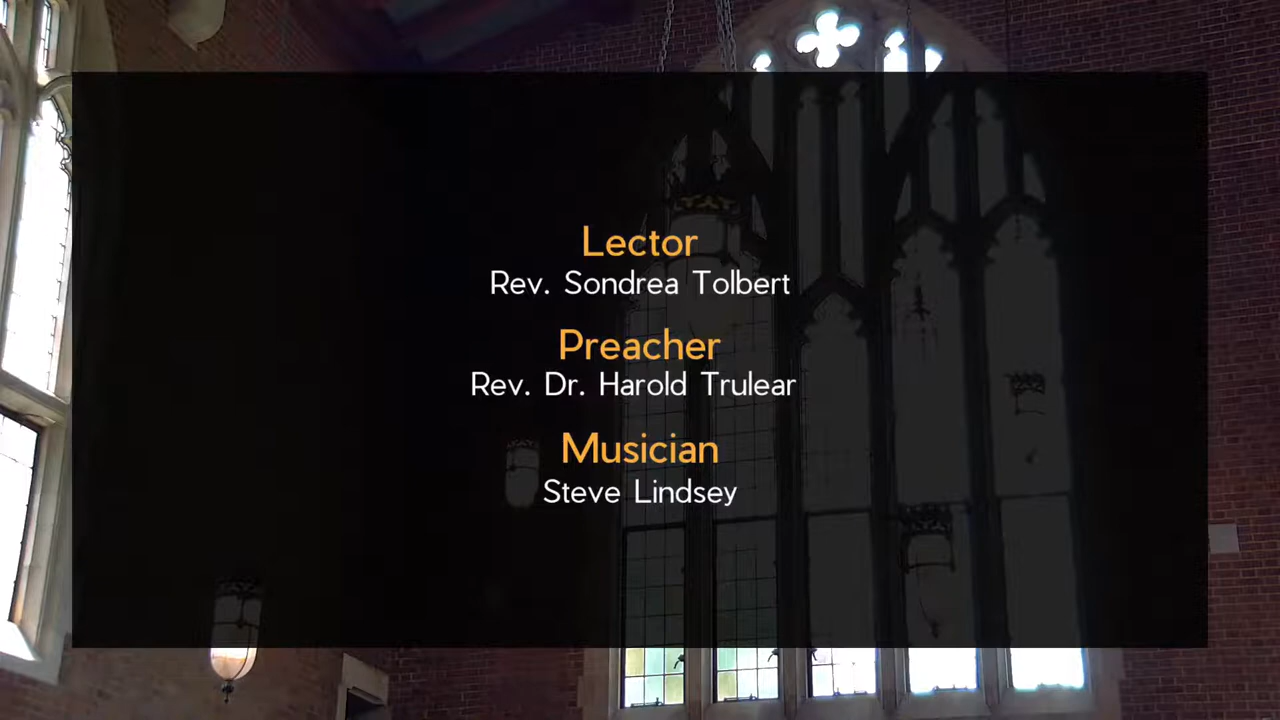 Lector
Rev. Sondrea Tolbert
Preacher
Rev. Dr. Harold Trulear
Musician
Steve Lindsey